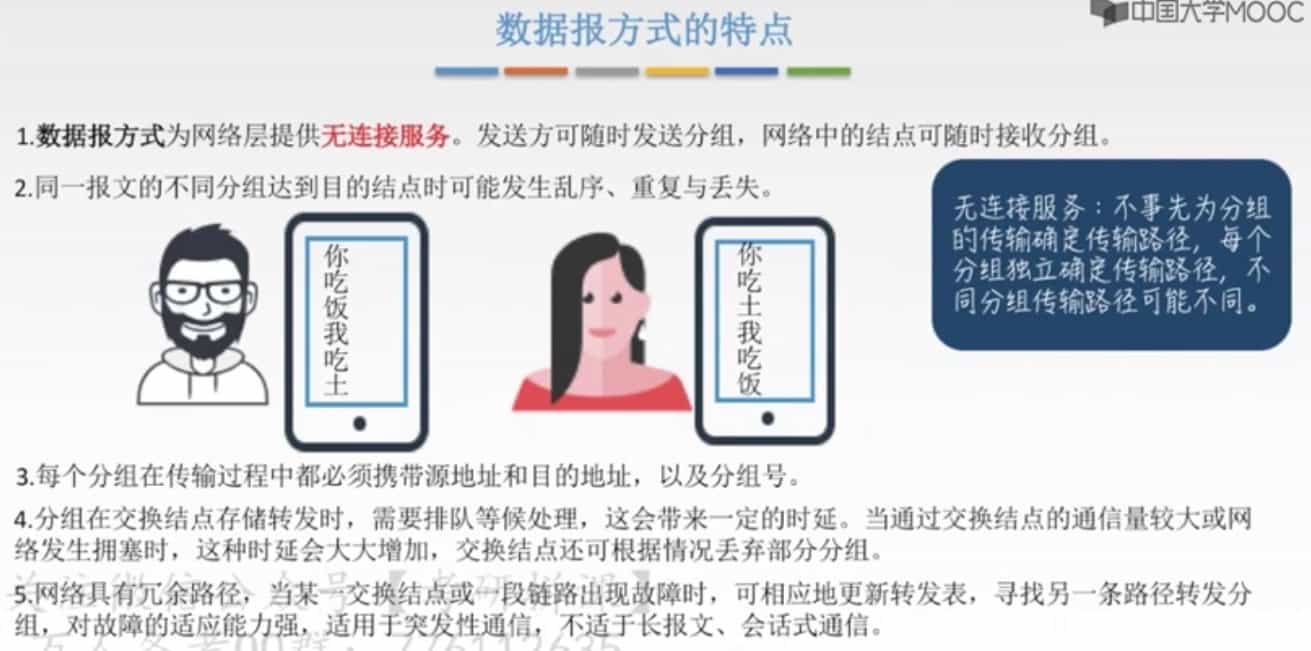 中国大学MOOC
数据报方式的特点
1.数据报方式为网络层提供无连接服务。发送方可随时发送分组，网络中的结点可随时接收分组。
2.同一报文的不同分组达到目的结点时可能发生乱序、重复与丢失。
你
吃
饭
我
吃
土
你
吃
土
我
吃
饭
无连接服务：不事先为分组
的传输确定传输路径，每个
分组独立确定传输路径，不
同分组传输路径可能不同。
3.每个分组在传输过程中都必须携带源地址和目的地址，以及分组号。
4.分组在交换结点存储转发时，需要排队等候处理，这会带来一定的时延。当通过交换结点的通信量较大或网
络发生拥塞时，这种时延会大大增加，交换结点还可根据情况丢弃部分分组。
5.网络具有冗余路径，当某一交换结点或一段链路出现故障时，可相应地更新转发表，寻找另一条路径转发分
组，对故障的适应能力强，适用于突发性通信，不适于长报文、会话式通信。